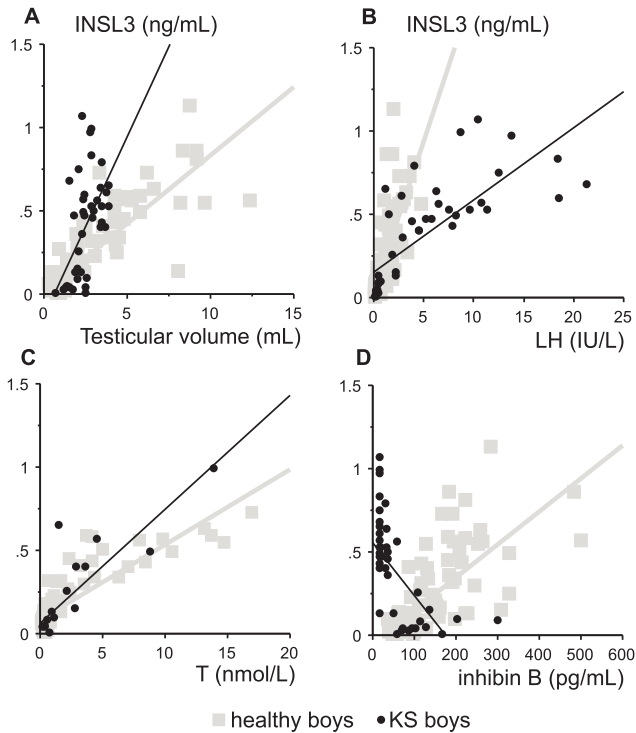 A
INSL3 (ng/mL)
1.5
1
.5
0
0 5 10 15
Testicular volume (mL)
B
INSL3 (ng/mL)
1.5
1
.5
0
0 5 10 15 20 25
LH (IU/L)
C
1.5
1
.5
0
0 5 10 15 20
T (nmol/L)
D
1.5
1
.5
0
0 100 200 300 400 500 600
inhibin B (pg/mL)
healthy boys KS boys